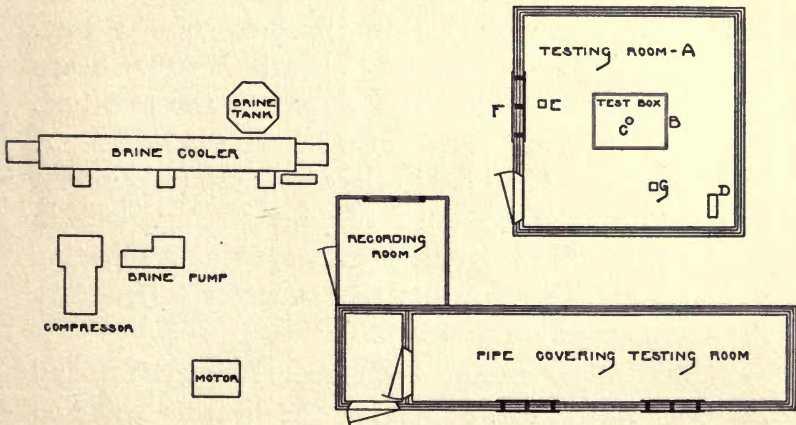 TESTING ROOM-A
BRINE
TANK
F
E
TEST BOX
C
B
BRINE COOLER
G
D
RECORDING
ROOM
BRINE PUMP
COMPRESSOR
PIPE COVERING TESTING ROOM
MOTOR